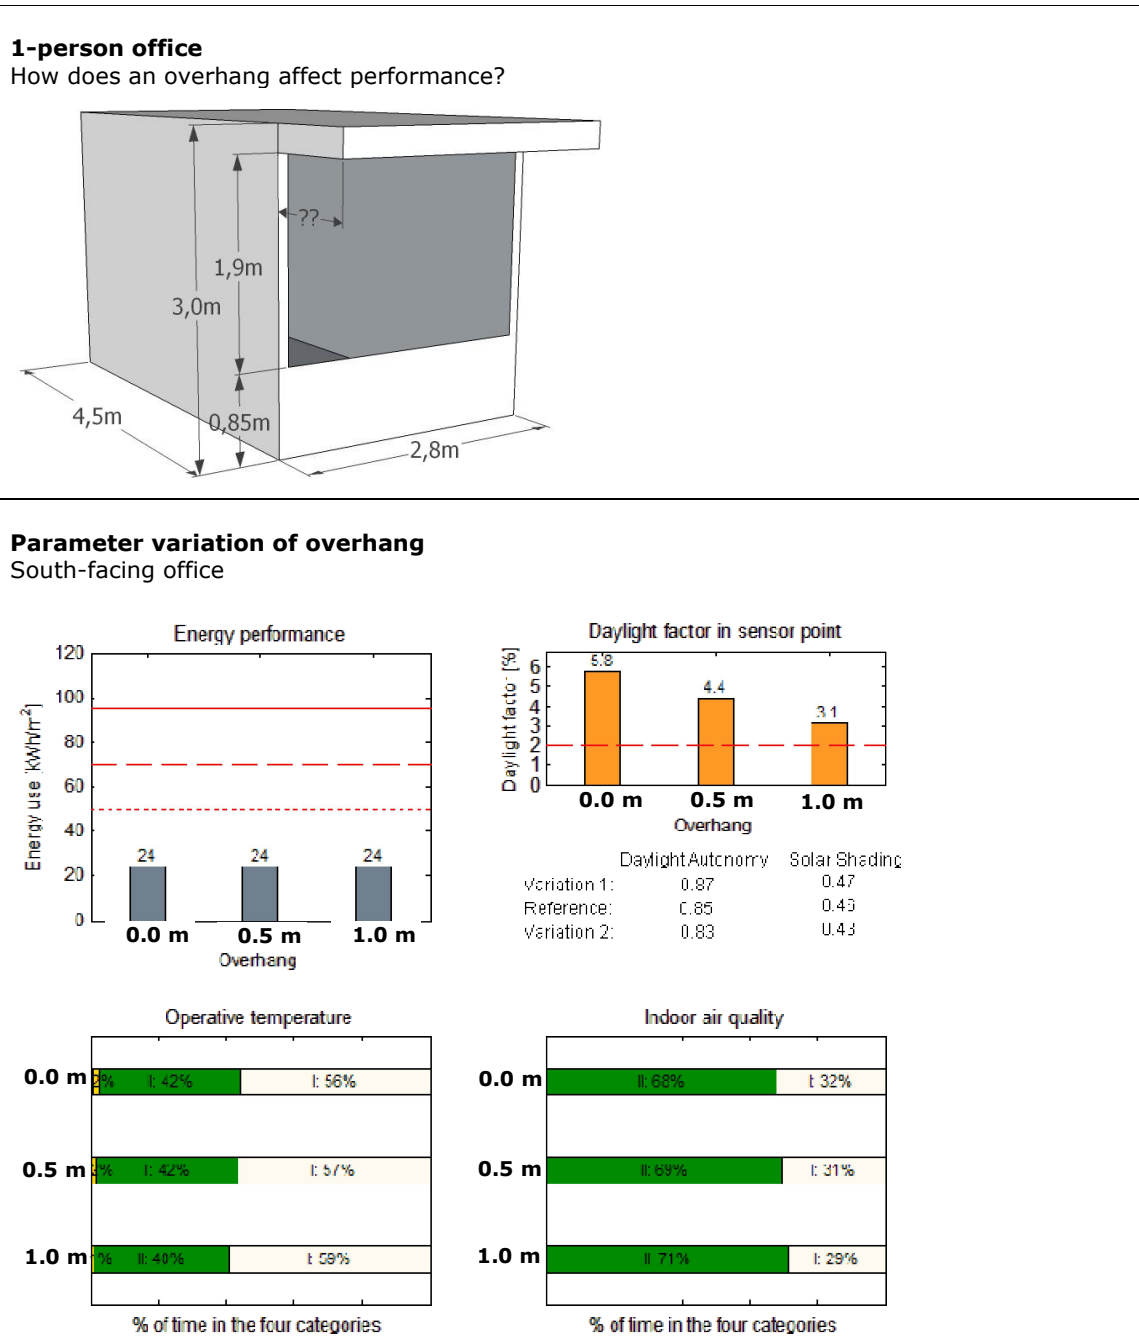 1-person office
How does an overhang affect performance?
??
1,9m
3,0m
0,85m
4,5m
2,8m
Parameter variation of overhang
South-facing office
Energy performance
Energy use [kWh/m²]
120
100
80
60
40
20
0
24
24
24
0.0 m
0.5 m
1.0 m
Overhang
Daylight factor in sensor point
Daylight factor [%]
6
5
4
3
2
1
0
5.8
4.4
3.1
0.0 m
0.5 m
1.0 m
Overhang
Daylight Autonomy Solar Shading
Variation 1: 0.87 0.47
Reference: 0.85
Variation 2: 0.83
Operative temperature
0.0 m 2% II: 42% I: 56%
0.5 m II: 42% I: 57%
1.0 m II: 40% I: 59%
% of time in the four categories
Indoor air quality
0.0 m II: 68% I: 32%
0.5 m II: 69% I: 31%
1.0 m II: 71% I: 29%
% of time in the four categories